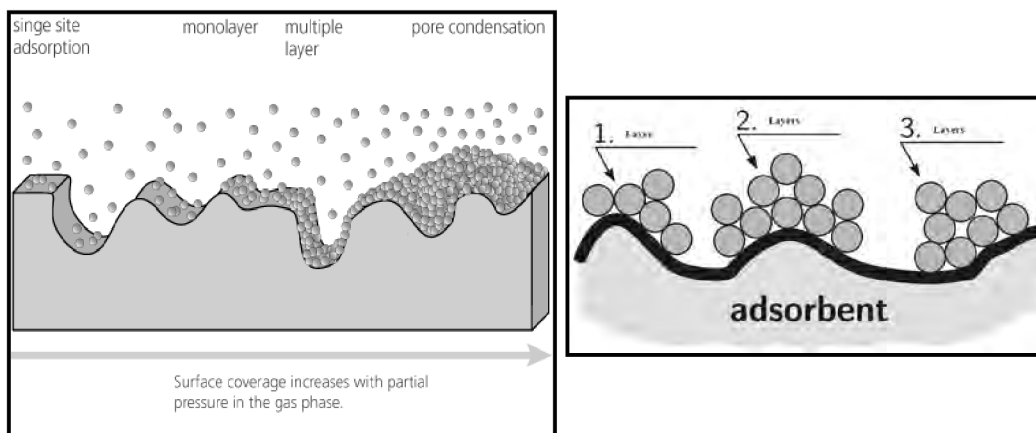 singe site
adsorption
monolayer
multiple
layer
pore condensation
Surface coverage increases with partial
pressure in the gas phase.
1. Layer
2. Layers
3. Layers
adsorbent